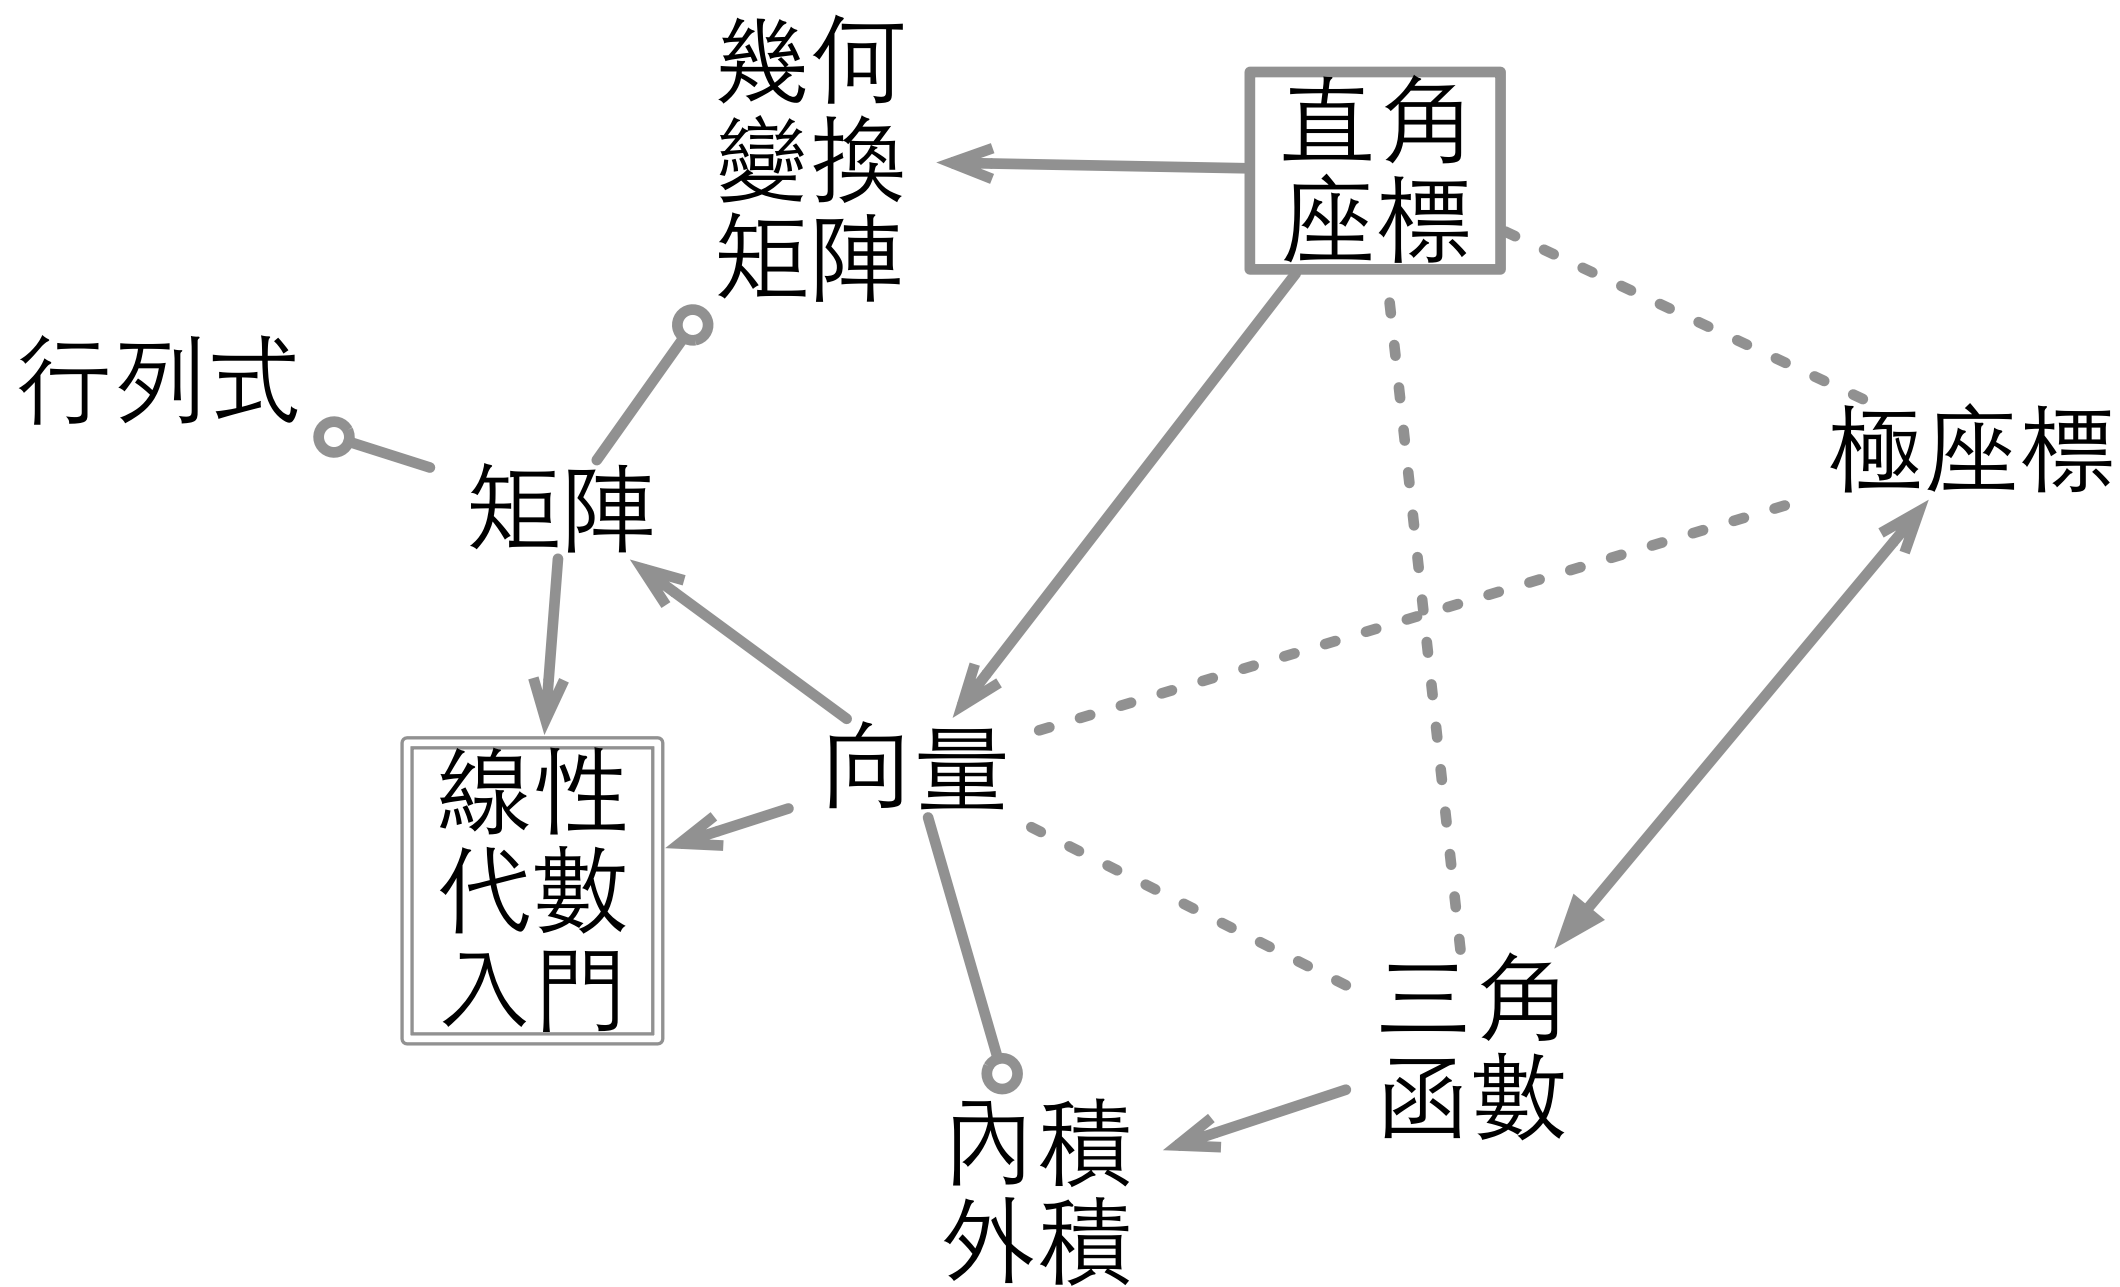 幾何
變換
矩陣
直角
座標
行列式
極座標
矩陣
向量
線性
代數
入門
三角
函數
內積
外積